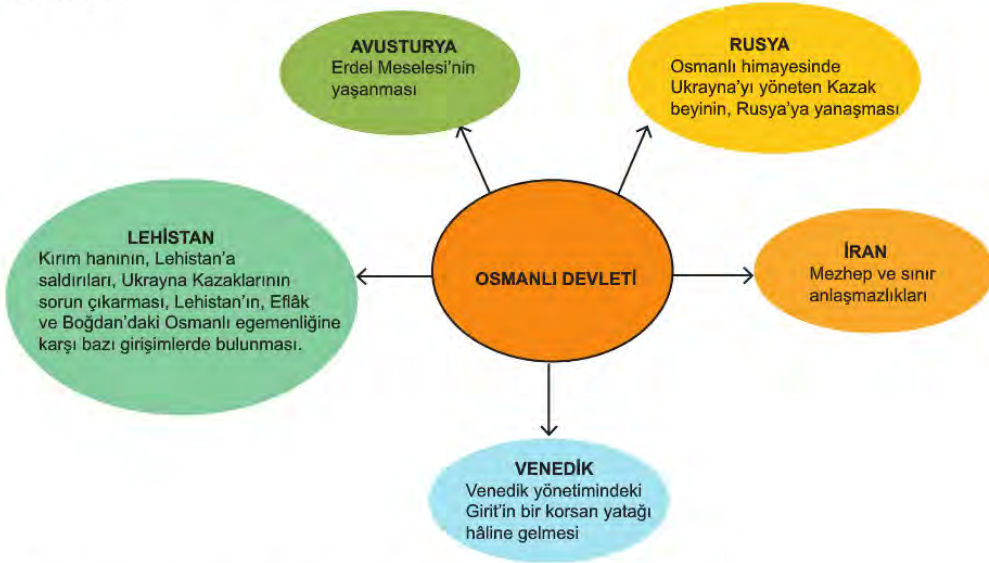 AVUSTURYA
Erdel Meselesi'nin
yaşanması
RUSYA
Osmanlı himayesinde
Ukrayna'yı yöneten Kazak
beyinin, Rusya'ya yanaşması
LEHİSTAN
Kırım hanının, Lehistan'a
saldırıları, Ukrayna Kazaklarının
sorun çıkarması, Lehistan'ın, Eflâk
ve Boğdan'daki Osmanlı egemenliğine
karşı bazı girişimlerde bulunması.
OSMANLI DEVLETİ
İRAN
Mezhep ve sınır
anlaşmazlıkları
VENEDİK
Venedik yönetimindeki
Girit'in bir korsan yatağı
hâline gelmesi